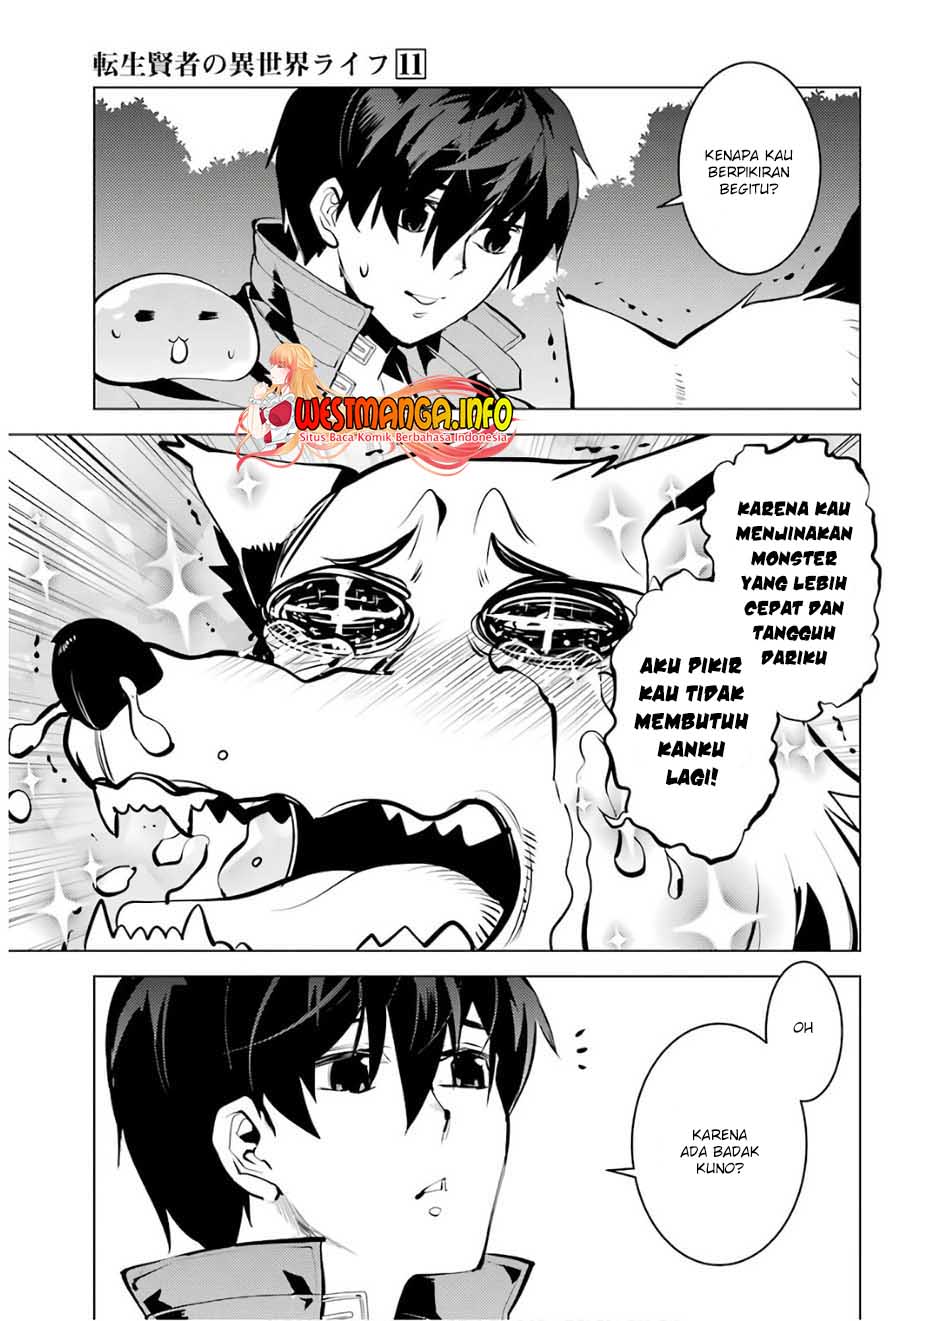 転生賢者の異世界ライフ 11
KENAPA KAU
BERPIKIRAN
BEGITU?
WESTMANGA.INFO
Situs Baca Komik Berbahasa Indonesia
KARENA KAU
MENJINAKAN
MONSTER
YANG LEBIH
CEPAT DAN
TANGGUH
DARIKU
AKU PIKIR
KAU TIDAK
MEMBUTUH
KANKU
LAGI!
OH
KARENA
ADA BADAK
KUNO?